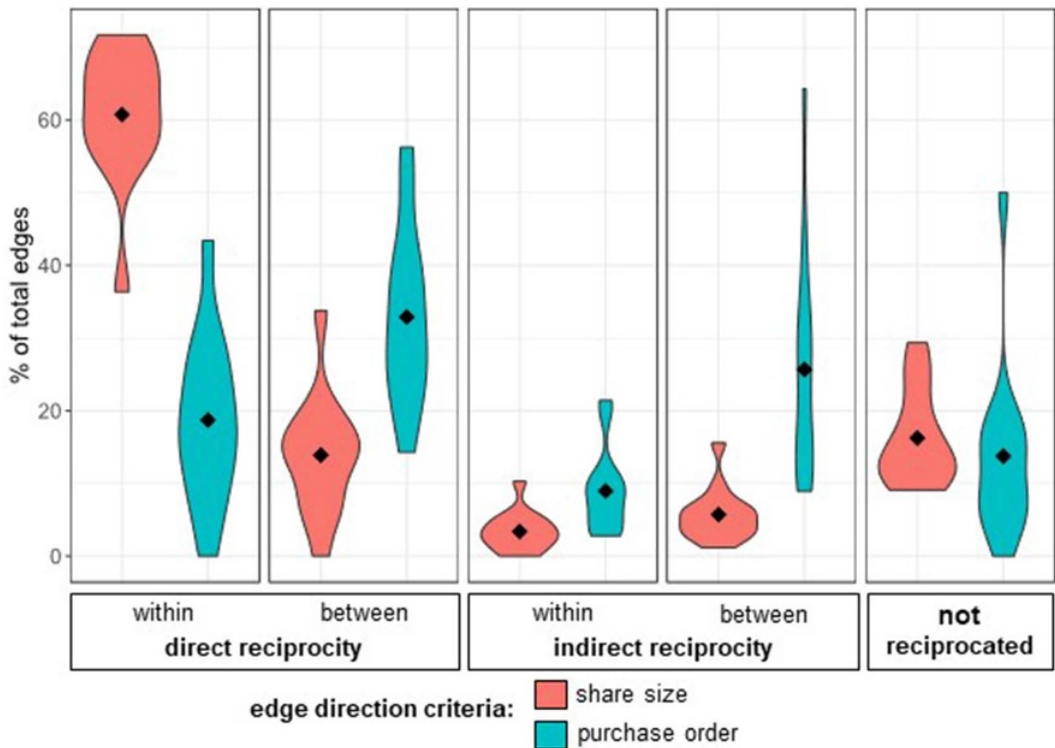 % of total edges
60
40
20
0
within between within between not
direct reciprocity indirect reciprocity reciprocated
edge direction criteria: share size
purchase order